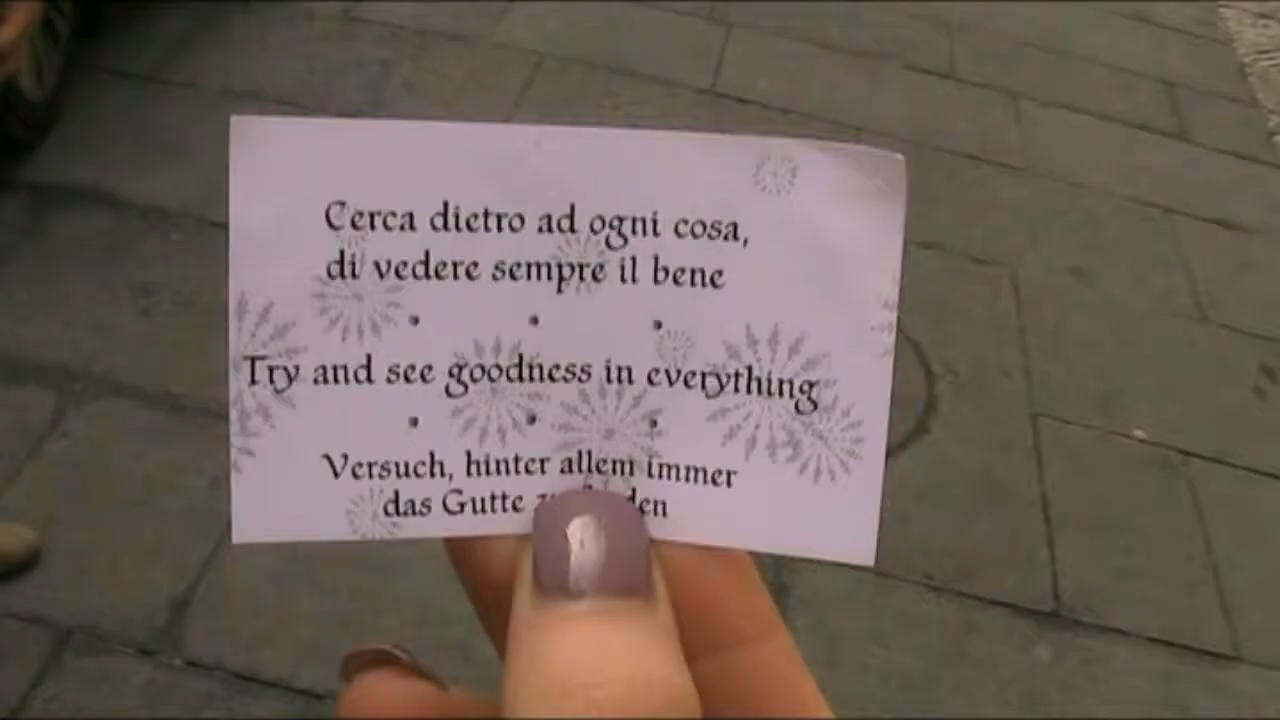 Cerca dietro ad ogni cosa,
di vedere sempre il bene
Try and see goodness in everything
Versuch, hinter allem immer
das Gutte